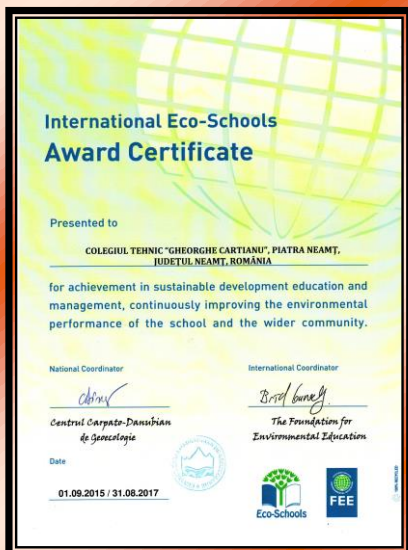 International Eco-Schools
Award Certificate
Presented to
COLEGIUL TEHNIC "GHEORGHE CARTIANU", PIATRA NEAMȚ,
JUDEȚUL NEAMȚ, ROMÂNIA
for achievement in sustainable development education and
management, continuously improving the environmental
performance of the school and the wider community.
National Coordinator
International Coordinator
Centrul Carpato-Danubian
de Geoecologie
The Foundation for
Environmental Education
Date
01.09.2015 / 31.08.2017
Eco-Schools
FEE